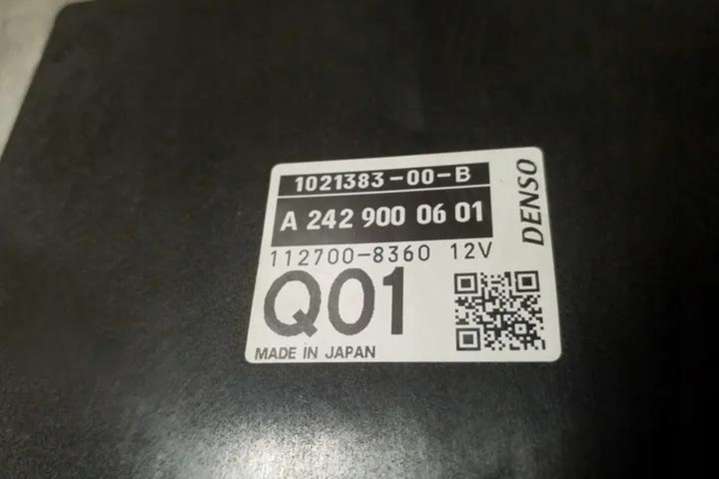 1021383-00-B
A 242 900 06 01
112700-8360 12V
Q01
MADE IN JAPAN
DENSO